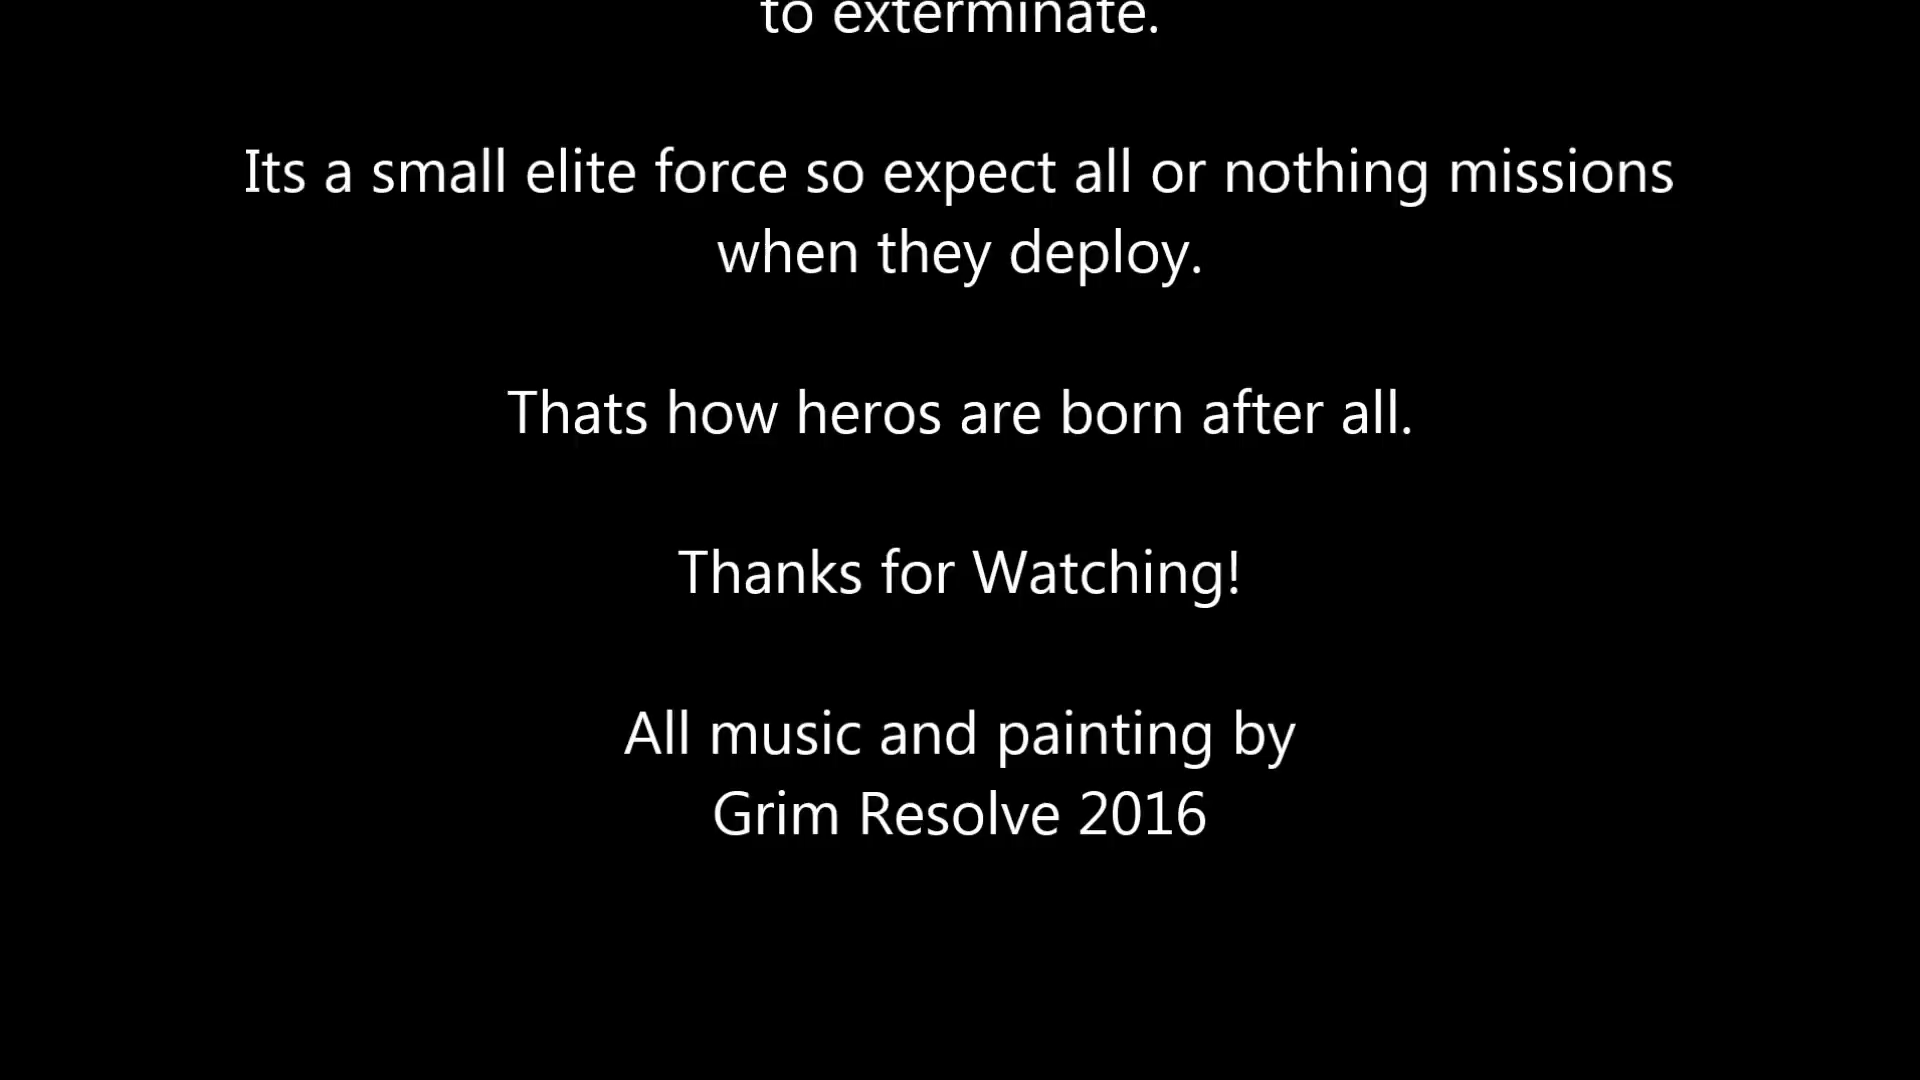 to exterminate.
Its a small elite force so expect all or nothing missions
when they deploy.
Thats how heros are born after all.
Thanks for Watching!
All music and painting by
Grim Resolve 2016